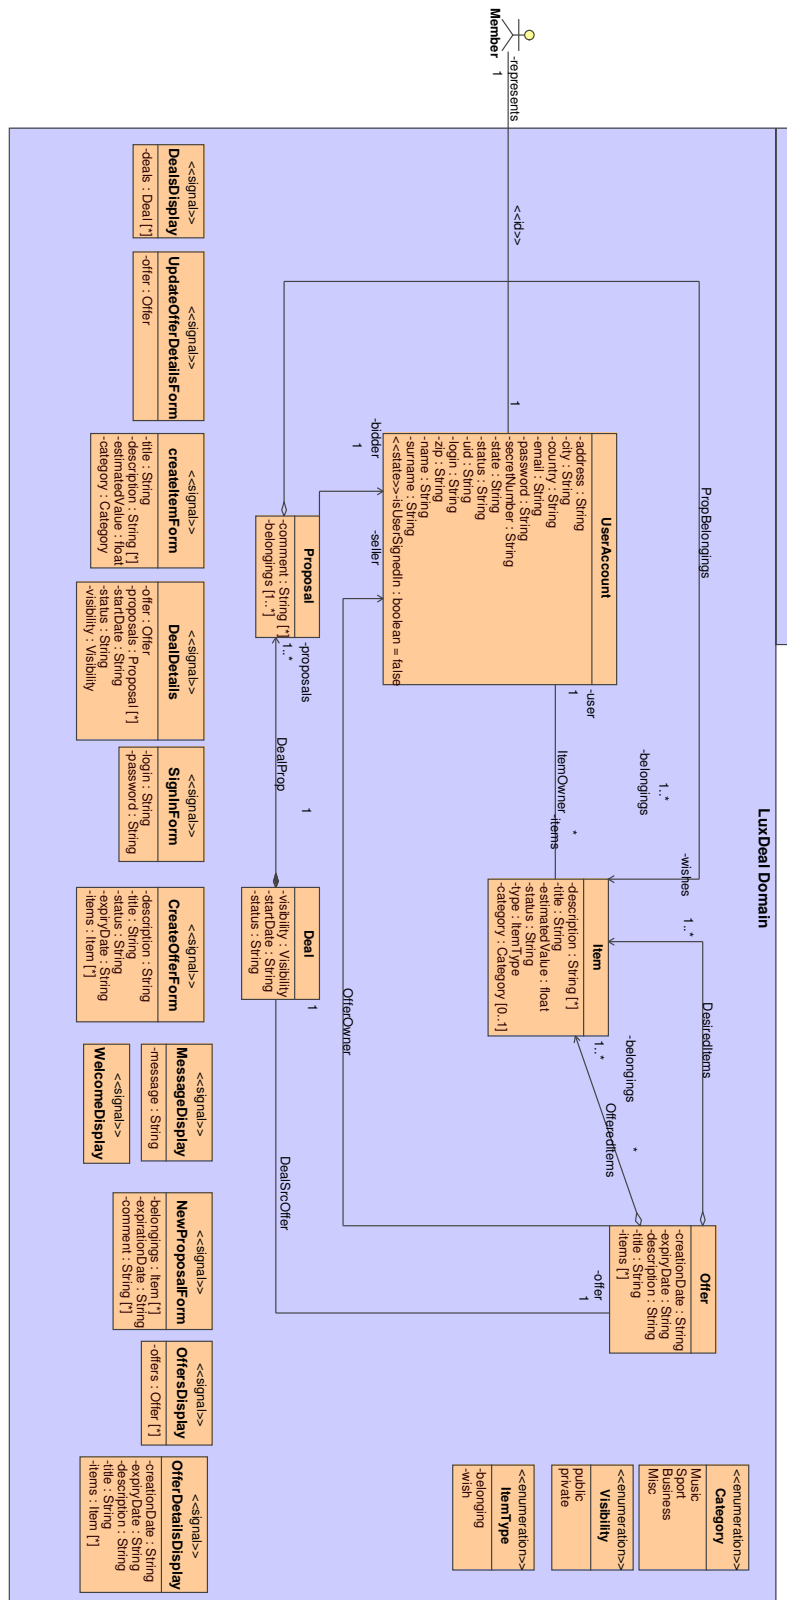 LuxDeal Domain
Member
-represents
1
<<id>>
1
UserAccount
-address : String
-city : String
-country : String
-email : String
-password : String
-secretNumber : String
-state : String
-status : String
-uid : String
-login : String
-zip : String
-name : String
-surname : String
<<state>>-isUserSignedIn : boolean = false
-user
1
ItemOwner
-items
*
PropBelongings
1..*
-belongings
-wishes
1..*
DesiredItems
Item
-description : String [*]
-title : String
-estimatedValue : float
-status : String
-type : ItemType
-category : Category [0..1]
1..*
-belongings
OfferedItems
*
Offer
-creationDate : String
-expiryDate : String
-description : String
-title : String
-items [*]
-offer
1
<<enumeration>>
Category
Music
Sport
Business
Misc
<<enumeration>>
Visibility
public
private
<<enumeration>>
ItemType
-belonging
-wish
-bidder
1
-seller
OfferOwner
Proposal
-comment : String [*]
-belongings [1..*]
-proposals
1..*
DealProp
1
Deal
-visibility : Visibility
-startDate : String
-status : String
1
DealSrcOffer
<<signal>>
DealsDisplay
-deals : Deal [*]
<<signal>>
UpdateOfferDetailsForm
-offer : Offer
<<signal>>
createItemForm
-title : String
-description : String [*]
-estimatedValue : float
-category : Category
<<signal>>
DealDetails
-offer : Offer
-proposals : Proposal [*]
-startDate : String
-status : String
-visibility : Visibility
<<signal>>
SignInForm
-login : String
-password : String
<<signal>>
CreateOfferForm
-description : String
-title : String
-status : String
-expiryDate : String
-items : Item [*]
<<signal>>
MessageDisplay
-message : String
<<signal>>
WelcomeDisplay
<<signal>>
NewProposalForm
-belongings : Item [*]
-expirationDate : String
-comment : String [*]
<<signal>>
OffersDisplay
-offers : Offer [*]
<<signal>>
OfferDetailsDisplay
-creationDate : String
-expiryDate : String
-description : String
-title : String
-items : Item [*]